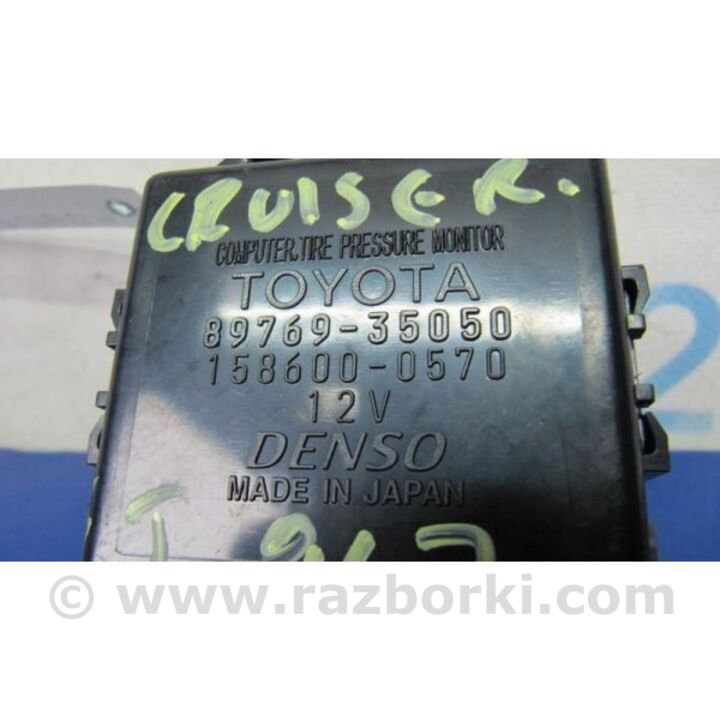 CRUISER.
COMPUTER,TIRE PRESSURE MONITOR
TOYOTA
89769-35050
158600-0570
12V
DENSO
MADE IN JAPAN
© www.razborki.com